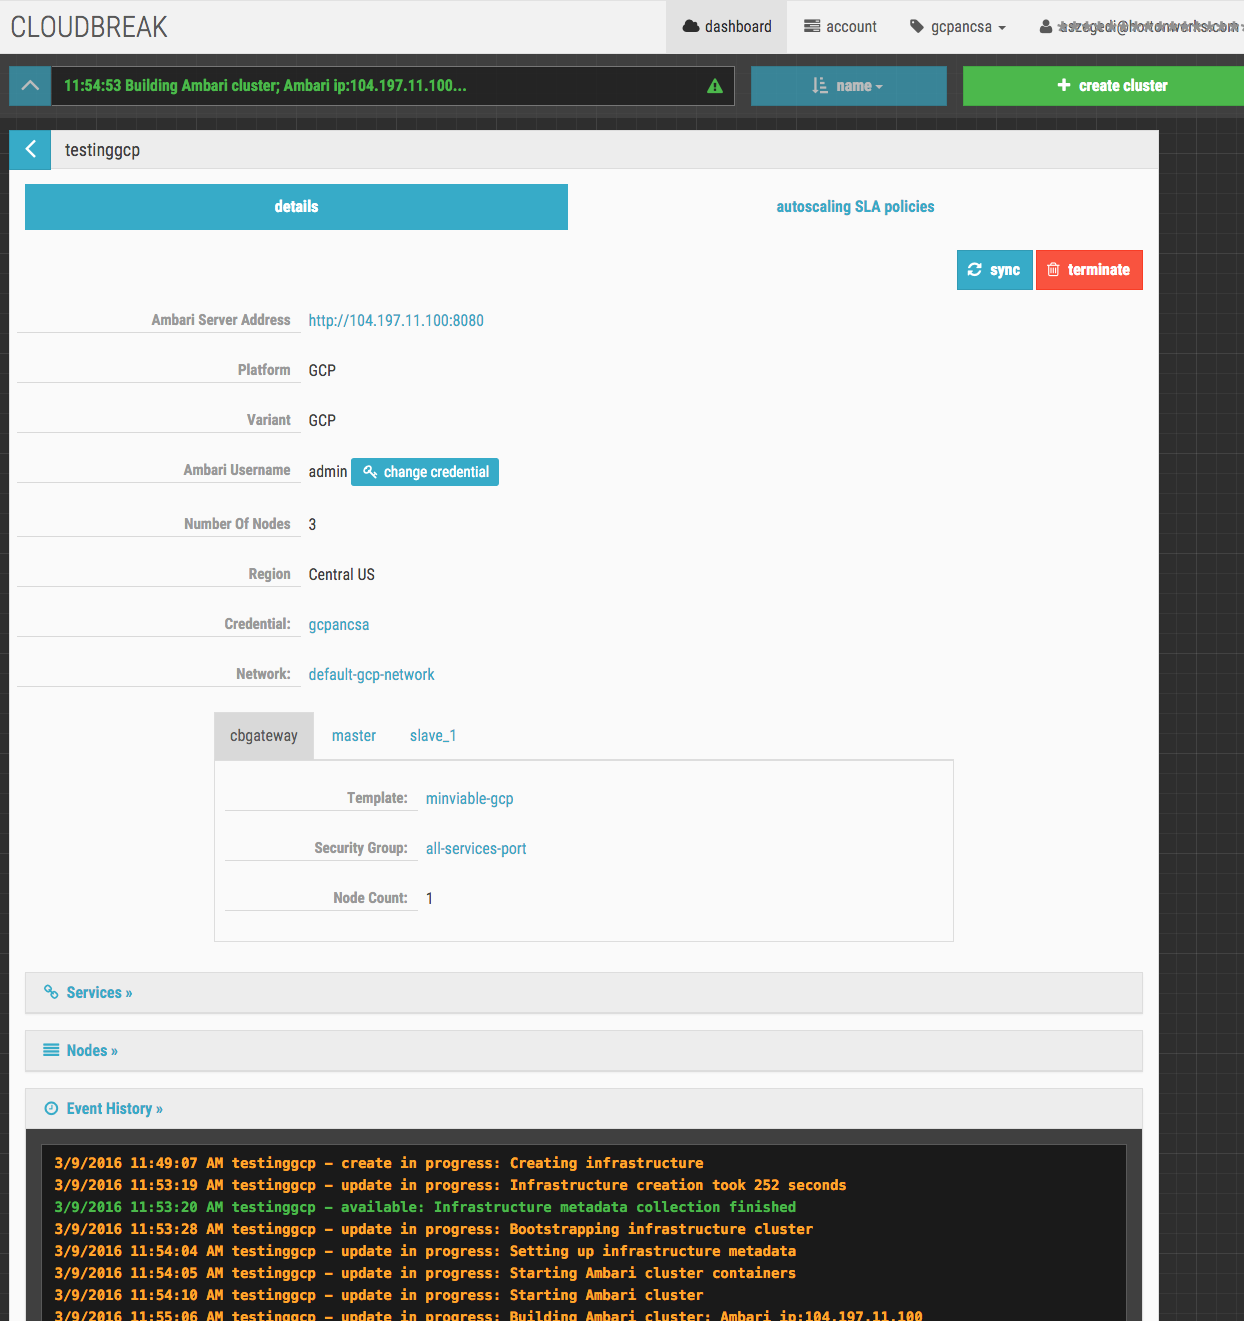 CLOUDBREAK
dashboard
account
gcpancsa
aszegedi@hortonworks.com
11:54:53 Building Ambari cluster; Ambari ip:104.197.11.100...
name
create cluster
testinggcp
details
autoscaling SLA policies
sync
terminate
Ambari Server Address http://104.197.11.100:8080
Platform GCP
Variant GCP
Ambari Username admin change credential
Number Of Nodes 3
Region Central US
Credential: gcpancsa
Network: default-gcp-network
cbgateway master slave_1
Template: minviable-gcp
Security Group: all-services-port
Node Count: 1
Services »
Nodes »
Event History »
3/9/2016 11:49:07 AM testinggcp – create in progress: Creating infrastructure
3/9/2016 11:53:19 AM testinggcp – update in progress: Infrastructure creation took 252 seconds
3/9/2016 11:53:20 AM testinggcp – available: Infrastructure metadata collection finished
3/9/2016 11:53:28 AM testinggcp – update in progress: Bootstrapping infrastructure cluster
3/9/2016 11:54:04 AM testinggcp – update in progress: Setting up infrastructure metadata
3/9/2016 11:54:05 AM testinggcp – update in progress: Starting Ambari cluster containers
3/9/2016 11:54:10 AM testinggcp – update in progress: Starting Ambari cluster
3/9/2016 11:55:06 AM testinggcp – update in progress: Building Ambari cluster; Ambari ip:104.197.11.100